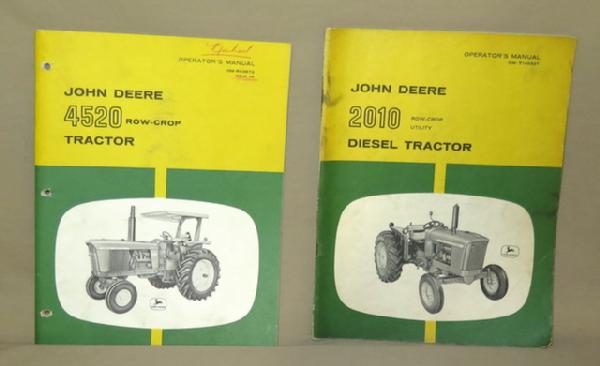 OPERATOR'S MANUAL
JOHN DEERE
4520 ROW-CROP
TRACTOR
OPERATOR'S MANUAL
JOHN DEERE
2010 ROW-CROP
UTILITY
DIESEL TRACTOR